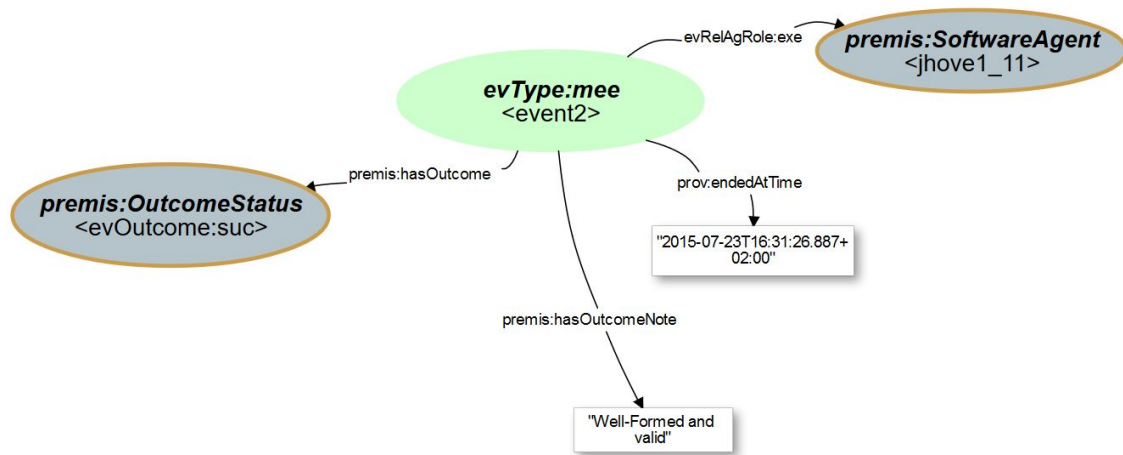 evRelAgRole:exe
premis:SoftwareAgent
<jhove1_11>
evType:mee
<event2>
premis:hasOutcome
prov:endedAtTime
premis:OutcomeStatus
<evOutcome:suc>
"2015-07-23T16:31:26.887+
02:00"
premis:hasOutcomeNote
"Well-Formed and
valid"